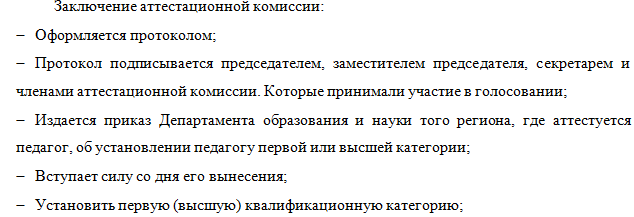 Заключение аттестационной комиссии:
– Оформляется протоколом;
– Протокол подписывается председателем, заместителем председателя, секретарем и
членами аттестационной комиссии. Которые принимали участие в голосовании;
– Издается приказ Департамента образования и науки того региона, где аттестуется
педагог, об установлении педагогу первой или высшей категории;
– Вступает силу со дня его вынесения;
– Установить первую (высшую) квалификационную категорию;